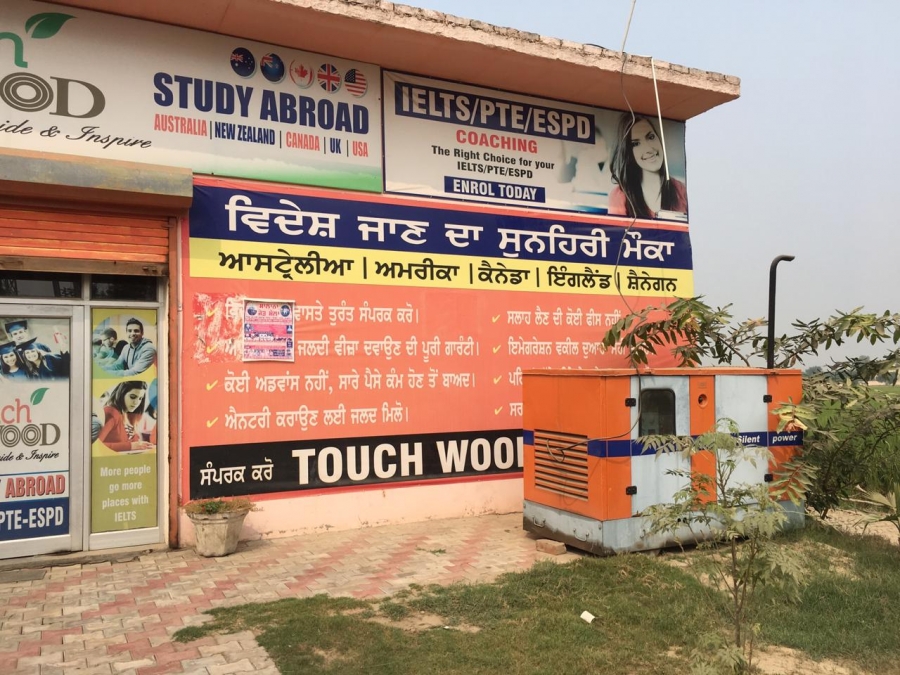 STUDY ABROAD
AUSTRALIA | NEW ZEALAND | CANADA | UK | USA
ide & Inspire
IELTS/PTE/ESPD
COACHING
The Right Choice for your
IELTS/PTE/ESPD
ENROL TODAY
ਵਿਦੇਸ਼ ਜਾਣ ਦਾ ਸੁਨਹਿਰੀ ਮੌਕਾ
ਆਸਟ੍ਰੇਲੀਆ | ਅਮਰੀਕਾ | ਕੈਨੇਡਾ | ਇੰਗਲੈਂਡ | ਸ਼ੈਨੇਗਨ
ਵਾਸਤੇ ਤੁਰੰਤ ਸੰਪਰਕ ਕਰੋ।
ਜਲਦੀ ਵੀਜ਼ਾ ਦਵਾਉਣ ਦੀ ਪੂਰੀ ਗਾਰੰਟੀ।
ਕੋਈ ਅਡਵਾਂਸ ਨਹੀਂ, ਸਾਰੇ ਪੈਸੇ ਕੰਮ ਹੋਣ ਤੋਂ ਬਾਅਦ।
ਐਨਟਰੀ ਕਰਾਉਣ ਲਈ ਜਲਦ ਮਿਲੋ।
ਸਲਾਹ ਲੈਣ ਦੀ ਕੋਈ ਫੀਸ ਨਹੀਂ
ਇਮੇਗਰੇਸ਼ਨ ਵਕੀਲ ਦੁਆਰਾ
ਸੰਪਰਕ ਕਰੋ TOUCH WOO
ide & Inspire
ABROAD
PTE-ESPD
More people
go more
places with
IELTS
Silent power